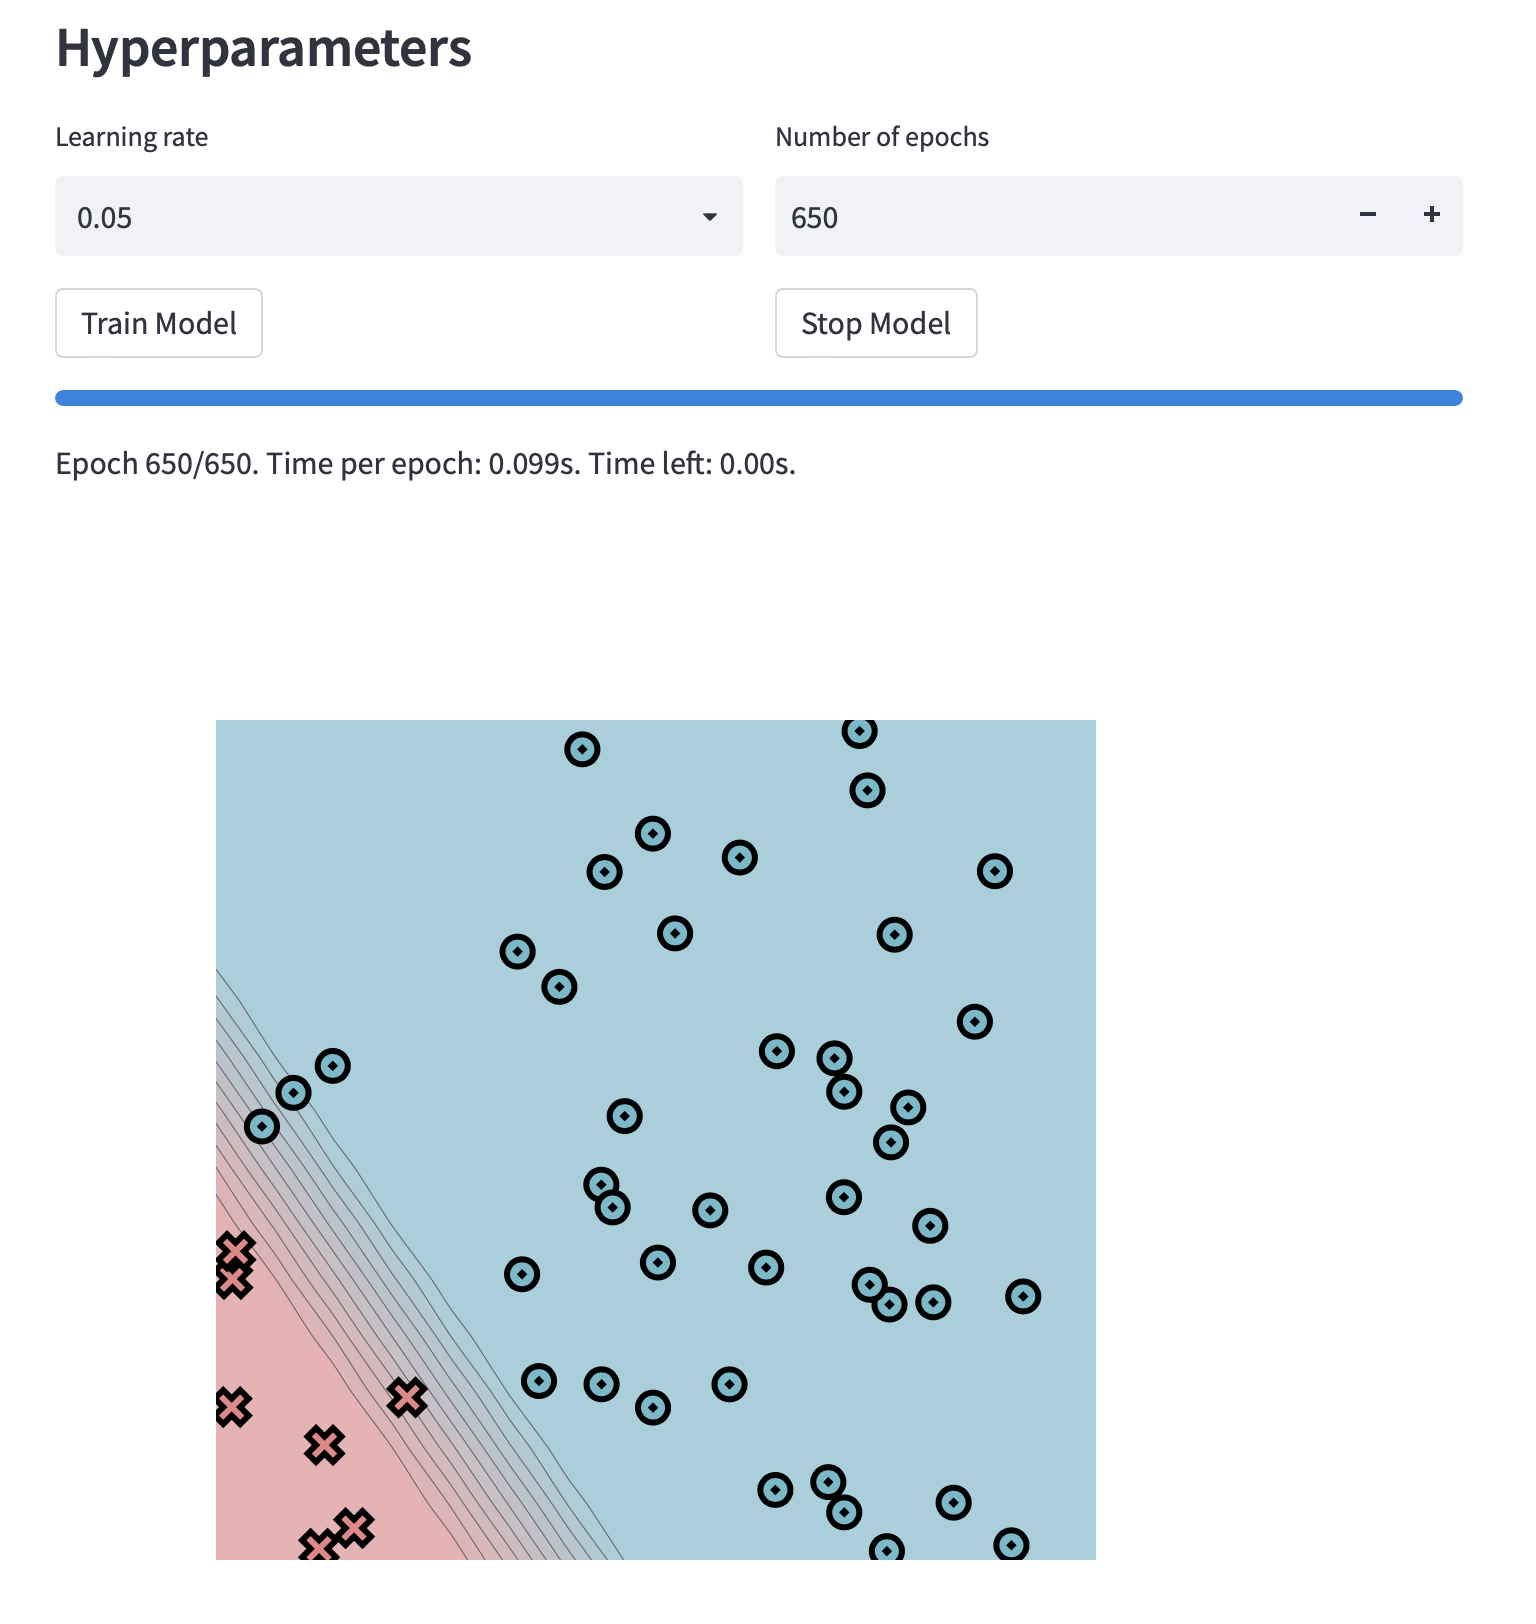 Hyperparameters
Learning rate
Number of epochs
0.05
650
Train Model
Stop Model
Epoch 650/650. Time per epoch: 0.099s. Time left: 0.00s.